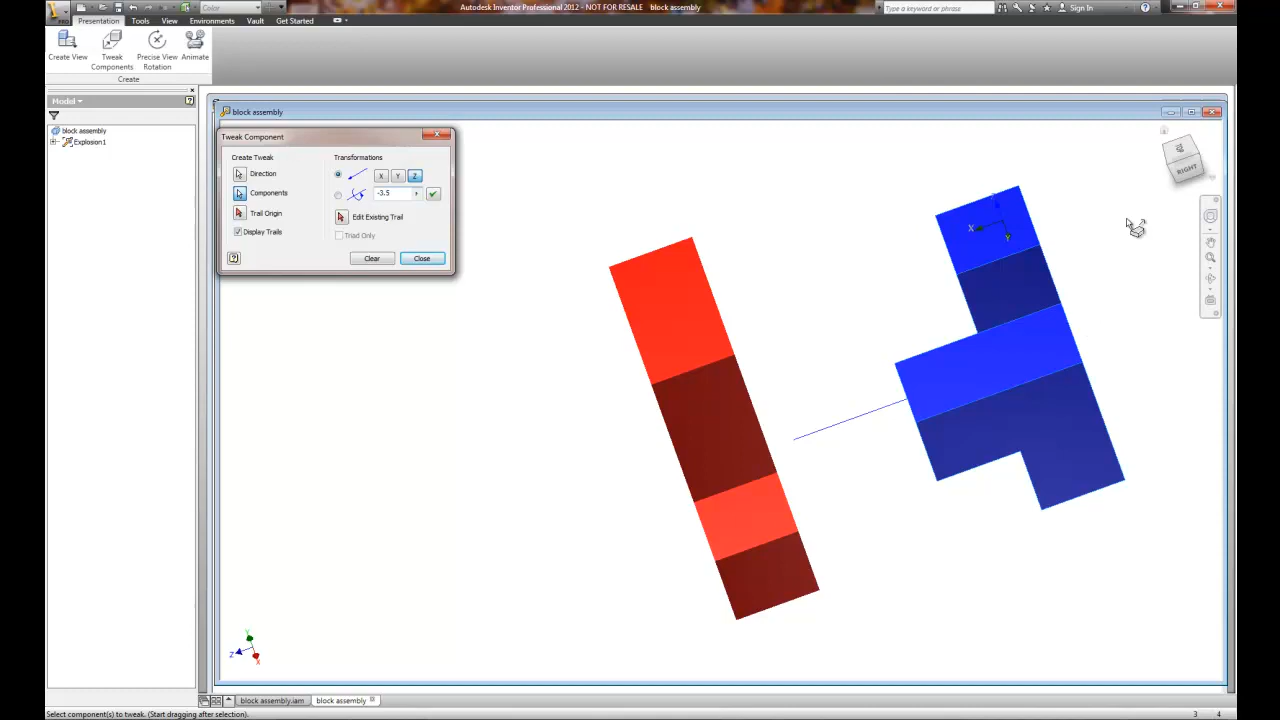 Autodesk Inventor Professional 2012 - NOT FOR RESALE    block assembly
Type a keyword or phrase
Sign In
Color
PRO
Presentation Tools View Environments Vault Get Started
Create View
Tweak Components
Precise View Rotation
Animate
Create
Model
block assembly
Explosion1
block assembly
Tweak Component
Create Tweak
Transformations
Direction
X Y Z
Components
-3.5
Trail Origin
Edit Existing Trail
Display Trails
Triad Only
Clear
Close
RIGHT
X
Y
Y
Z
X
block assembly.iam
block assembly
Select component(s) to tweak. (Start dragging after selection).
3
4